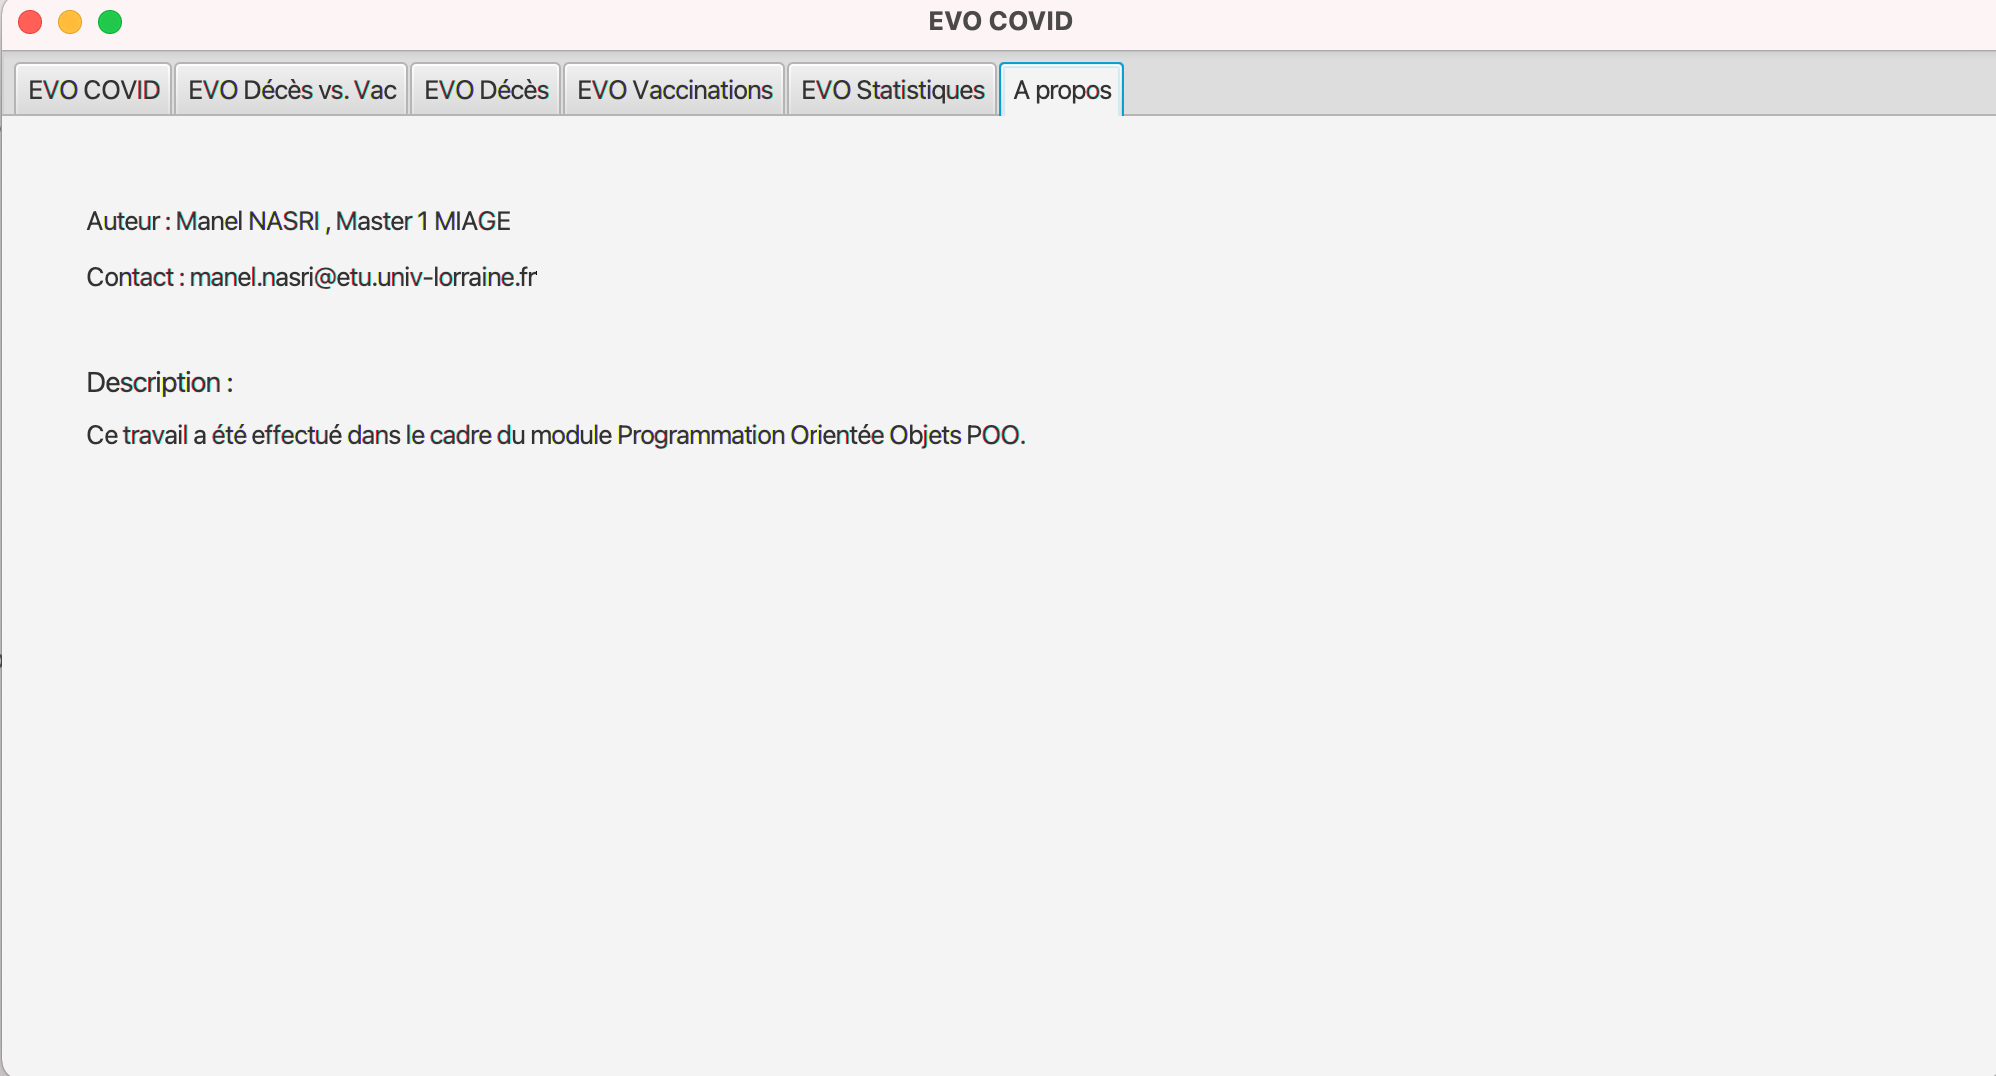 EVO COVID
EVO COVID EVO Décès vs. Vac EVO Décès EVO Vaccinations EVO Statistiques A propos
Auteur : Manel NASRI , Master 1 MIAGE
Contact : manel.nasri@etu.univ-lorraine.fr
Description :
Ce travail a été effectué dans le cadre du module Programmation Orientée Objets POO.